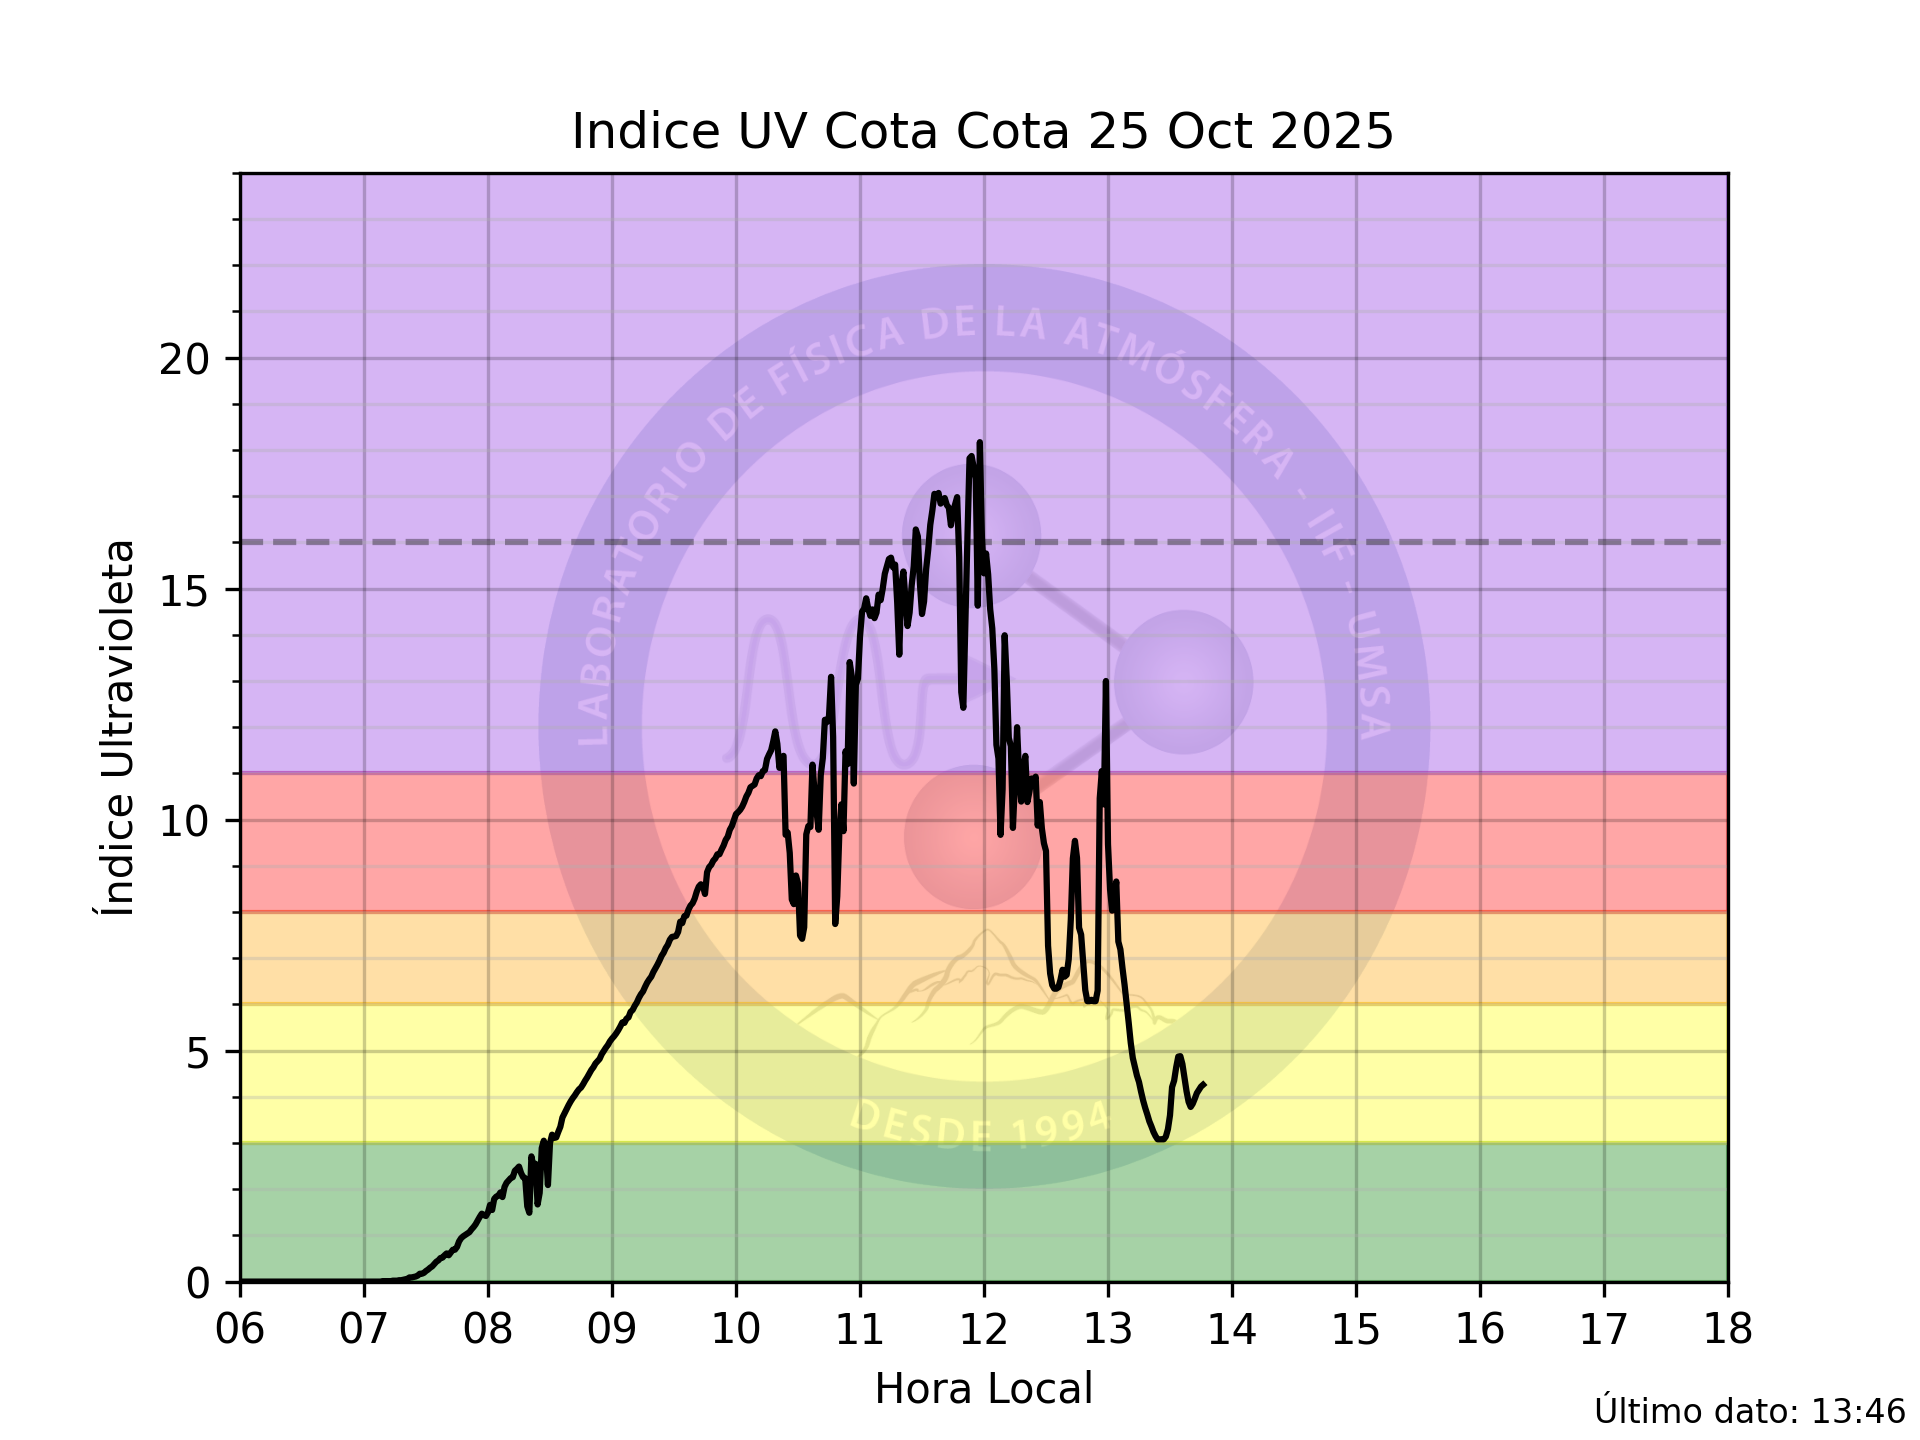 Indice UV Cota Cota 25 Oct 2025
Índice Ultravioleta
20
15
10
5
0
LABORATORIO DE FÍSICA DE LA ATMÓSFERA - IIF - UMSA
DESDE 1994
06 07 08 09 10 11 12 13 14 15 16 17 18
Hora Local
Último dato: 13:46